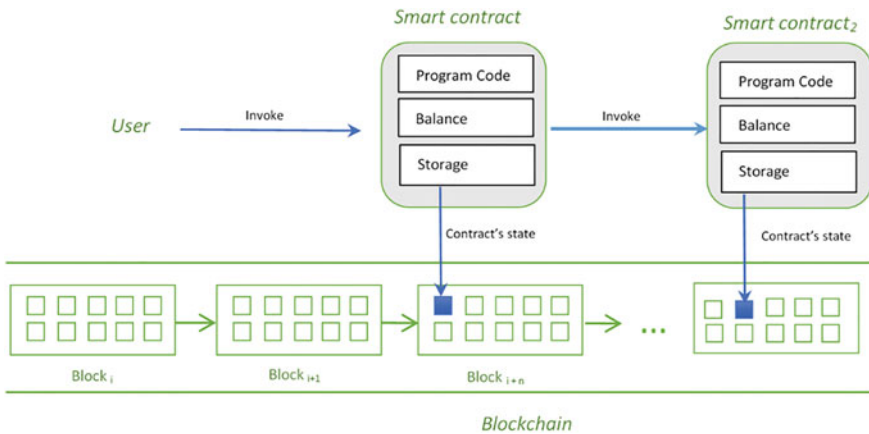 Smart contract
Smart contract₂
Program Code
Program Code
User
Invoke
Balance
Invoke
Balance
Storage
Storage
Contract's state
Contract's state
...
Block i
Block i+1
Block i + n
Blockchain